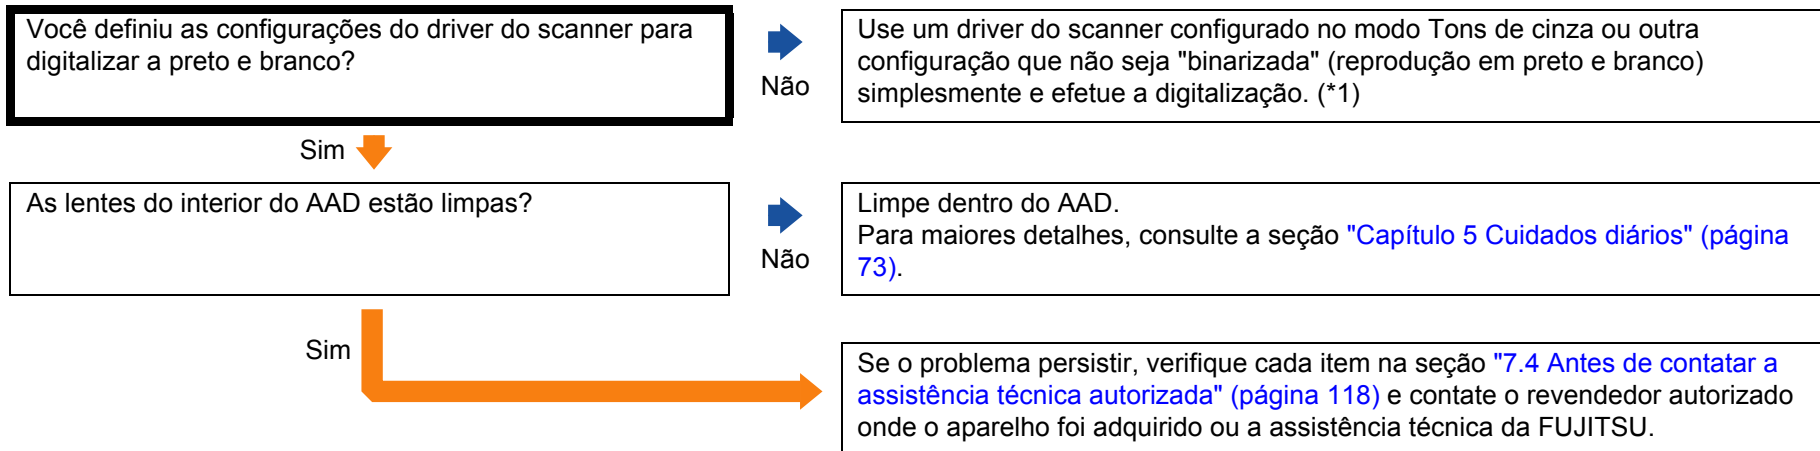 Você definiu as configurações do driver do scanner para
digitalizar a preto e branco?
Não
Use um driver do scanner configurado no modo Tons de cinza ou outra
configuração que não seja "binarizada" (reprodução em preto e branco)
simplesmente e efetue a digitalização. (*1)
Sim
As lentes do interior do AAD estão limpas?
Não
Limpe dentro do AAD.
Para maiores detalhes, consulte a seção "Capítulo 5 Cuidados diários" (página
73).
Sim
Se o problema persistir, verifique cada item na seção "7.4 Antes de contatar a
assistência técnica autorizada" (página 118) e contate o revendedor autorizado
onde o aparelho foi adquirido ou a assistência técnica da FUJITSU.